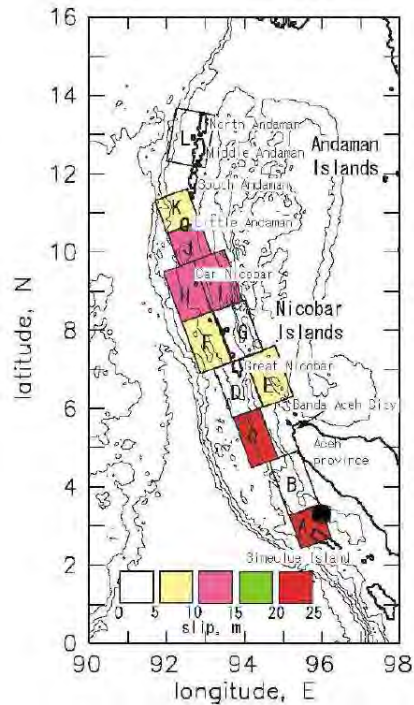 16
14
12
10
8
6
4
2
0
latitude, N
L
North Andaman
Middle Andaman
Andaman
Islands
South Andaman
K
Little Andaman
J
Car Nicobar
H
I
Nicobar
Islands
G
F
Great Nicobar
D
E
Banda Aceh City
Aceh
province
B
A
Simeulue Island
0 5 10 15 20 25
slip, m
90 92 94 96 98
longitude, E